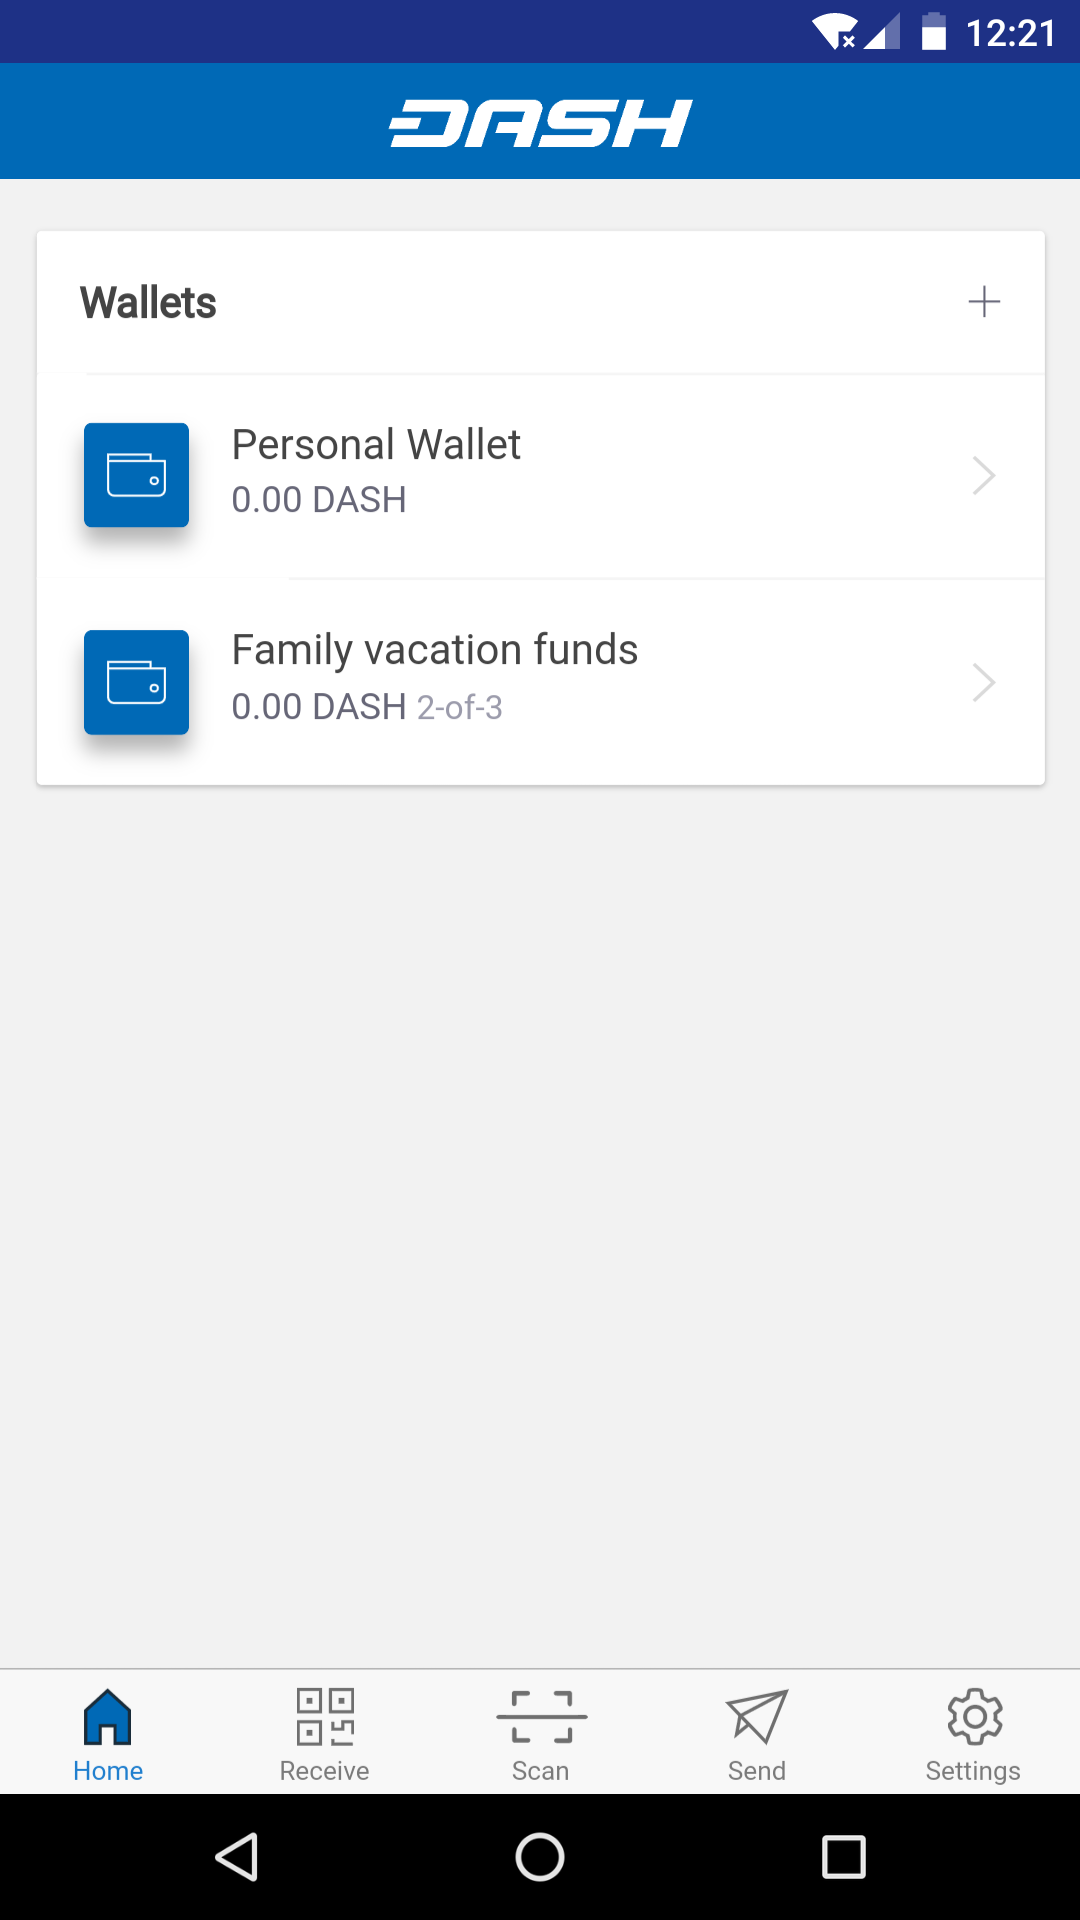 12:21
DASH
Wallets
Personal Wallet
0.00 DASH
Family vacation funds
0.00 DASH 2-of-3
Home
Receive
Scan
Send
Settings